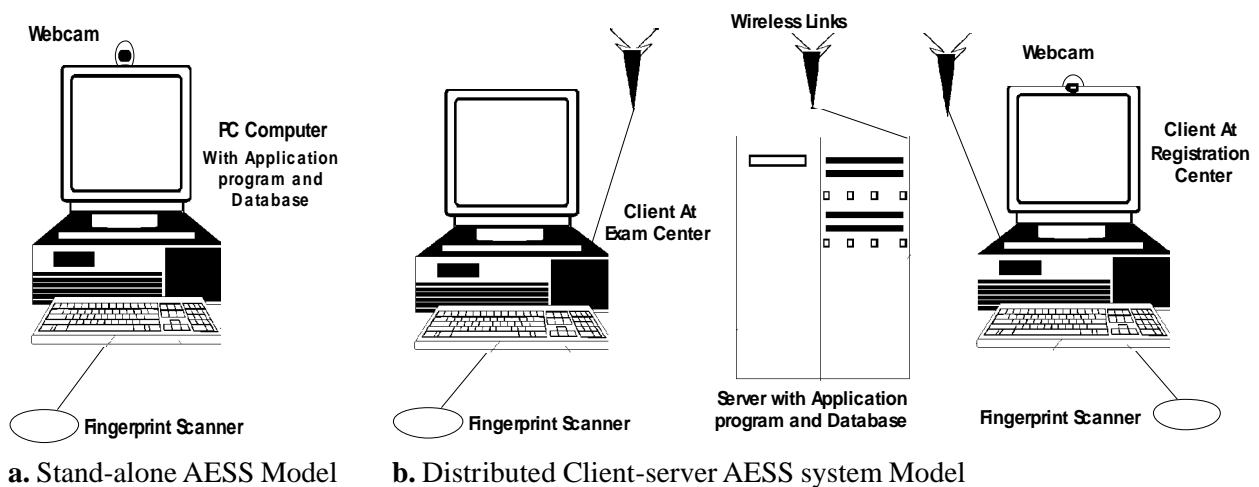 Webcam
PC Computer
With Application
program and
Database
Fingerprint Scanner
a. Stand-alone AESS Model
Wireless Links
Client At
Exam Center
Fingerprint Scanner
Server with Application
program and Database
Webcam
Client At
Registration
Center
Fingerprint Scanner
b. Distributed Client-server AESS system Model